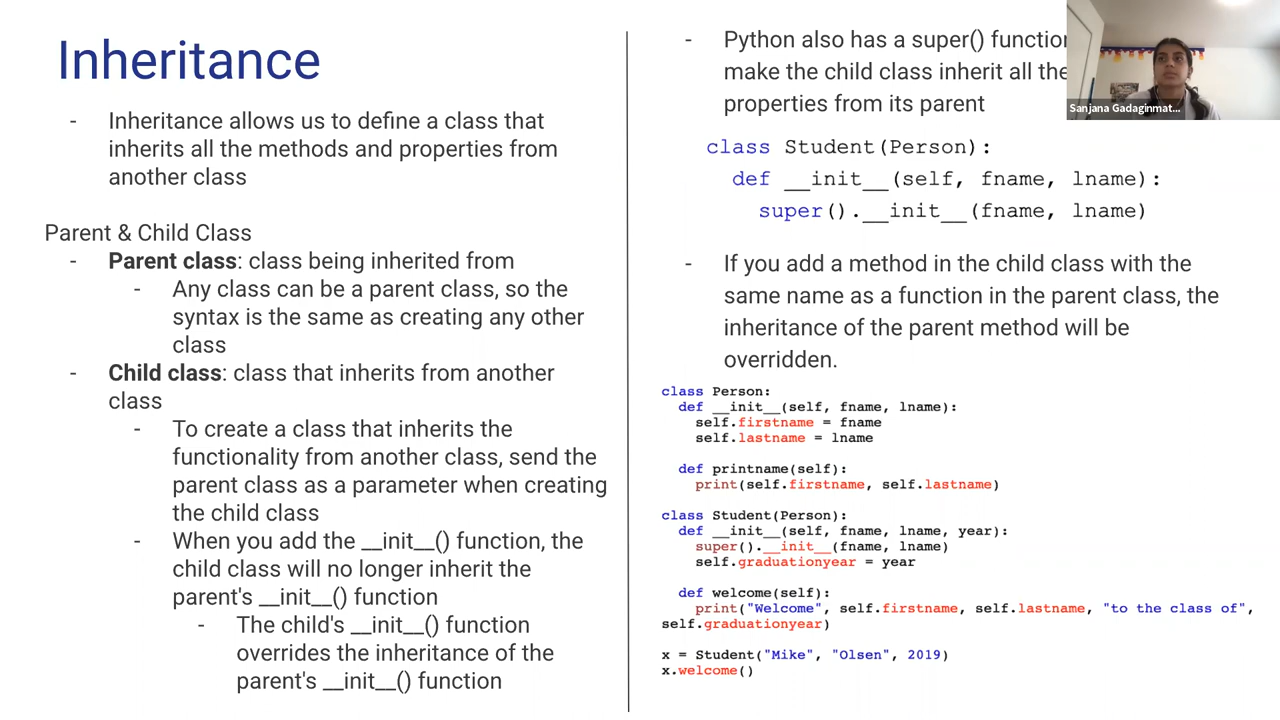 Inheritance
- Inheritance allows us to define a class that
inherits all the methods and properties from
another class
Parent & Child Class
- Parent class: class being inherited from
- Any class can be a parent class, so the
syntax is the same as creating any other
class
- Child class: class that inherits from another
class
- To create a class that inherits the
functionality from another class, send the
parent class as a parameter when creating
the child class
- When you add the __init__() function, the
child class will no longer inherit the
parent's __init__() function
- The child's __init__() function
overrides the inheritance of the
parent's __init__() function
- Python also has a super() function
make the child class inherit all the
properties from its parent
class Student(Person):
def __init__(self, fname, lname):
super().__init__(fname, lname)
- If you add a method in the child class with the
same name as a function in the parent class, the
inheritance of the parent method will be
overridden.
class Person:
def __init__(self, fname, lname):
self.firstname = fname
self.lastname = lname
def printname(self):
print(self.firstname, self.lastname)
class Student(Person):
def __init__(self, fname, lname, year):
super().__init__(fname, lname)
self.graduationyear = year
def welcome(self):
print("Welcome", self.firstname, self.lastname, "to the class of",
self.graduationyear)
x = Student("Mike", "Olsen", 2019)
x.welcome()
Sanjana Gadaginmat...